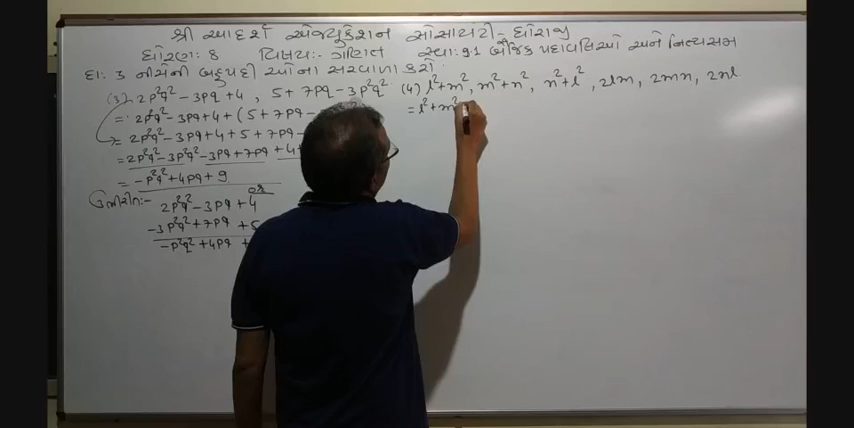 શ્રી આદર્શ એજ્યુકેશન સોસાયટી - ધોરાજી
ધોરણ: 8 વિષય:- ગણિત સ્વા: 9.1 બૈજિક પદાવલિઓ અને નિત્યસમ
દા: 3 નીચેની બહુપદીઓના સરવાળા કરો.
(3) 2p²q² - 3pq + 4 , 5 + 7pq - 3p²q²
= 2p²q² - 3pq + 4 + (5 + 7pq -
= 2p²q² - 3pq + 4 + 5 + 7pq -
= 2p²q² - 3p²q² - 3pq + 7pq + 4
= -p²q² + 4pq + 9
or
2p²q² - 3pq + 4
-3p²q² + 7pq + 5
-p²q² + 4pq +
(4) l² + m² , m² + n² , n² + l² , 2lm , 2mn , 2nl
= l² + m²